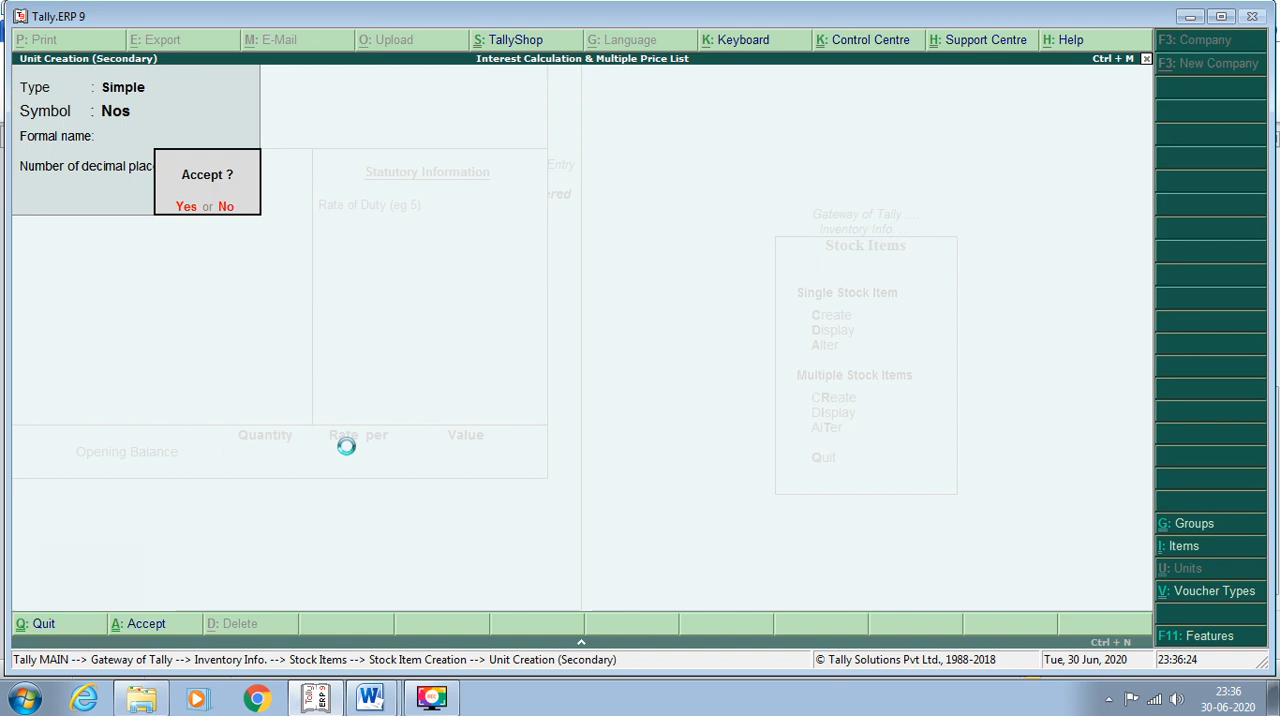 Tally.ERP 9
P: Print E: Export M: E-Mail O: Upload S: TallyShop G: Language K: Keyboard K: Control Centre H: Support Centre H: Help F3: Company
Unit Creation (Secondary) Interest Calculation & Multiple Price List Ctrl + M
F3: New Company
Type : Simple
Symbol : Nos
Formal name:
Number of decimal plac
Accept ?
Yes or No
Statutory Information
Rate of Duty (eg 5)
Entry
ered
Gateway of Tally ....
Inventory Info.
Stock Items
Single Stock Item
Create
Display
Alter
Multiple Stock Items
CReate
DIsplay
AlTer
Quit
Quantity Rate per Value
Opening Balance
G: Groups
I: Items
U: Units
V: Voucher Types
F11: Features
Q: Quit A: Accept D: Delete
Ctrl + N
Tally MAIN --> Gateway of Tally --> Inventory Info. --> Stock Items --> Stock Item Creation --> Unit Creation (Secondary) © Tally Solutions Pvt Ltd., 1988-2018 Tue, 30 Jun, 2020 23:36:24
23:36
30-06-2020